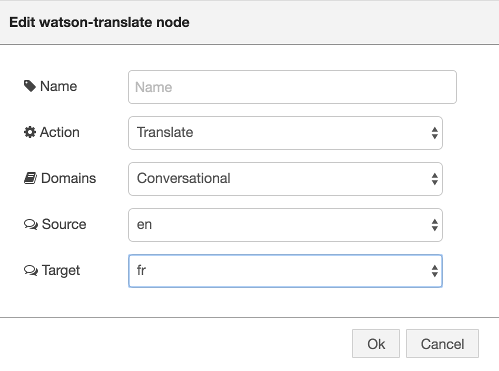 Edit watson-translate node
Name Name
Action Translate
Domains Conversational
Source en
Target fr
Ok Cancel